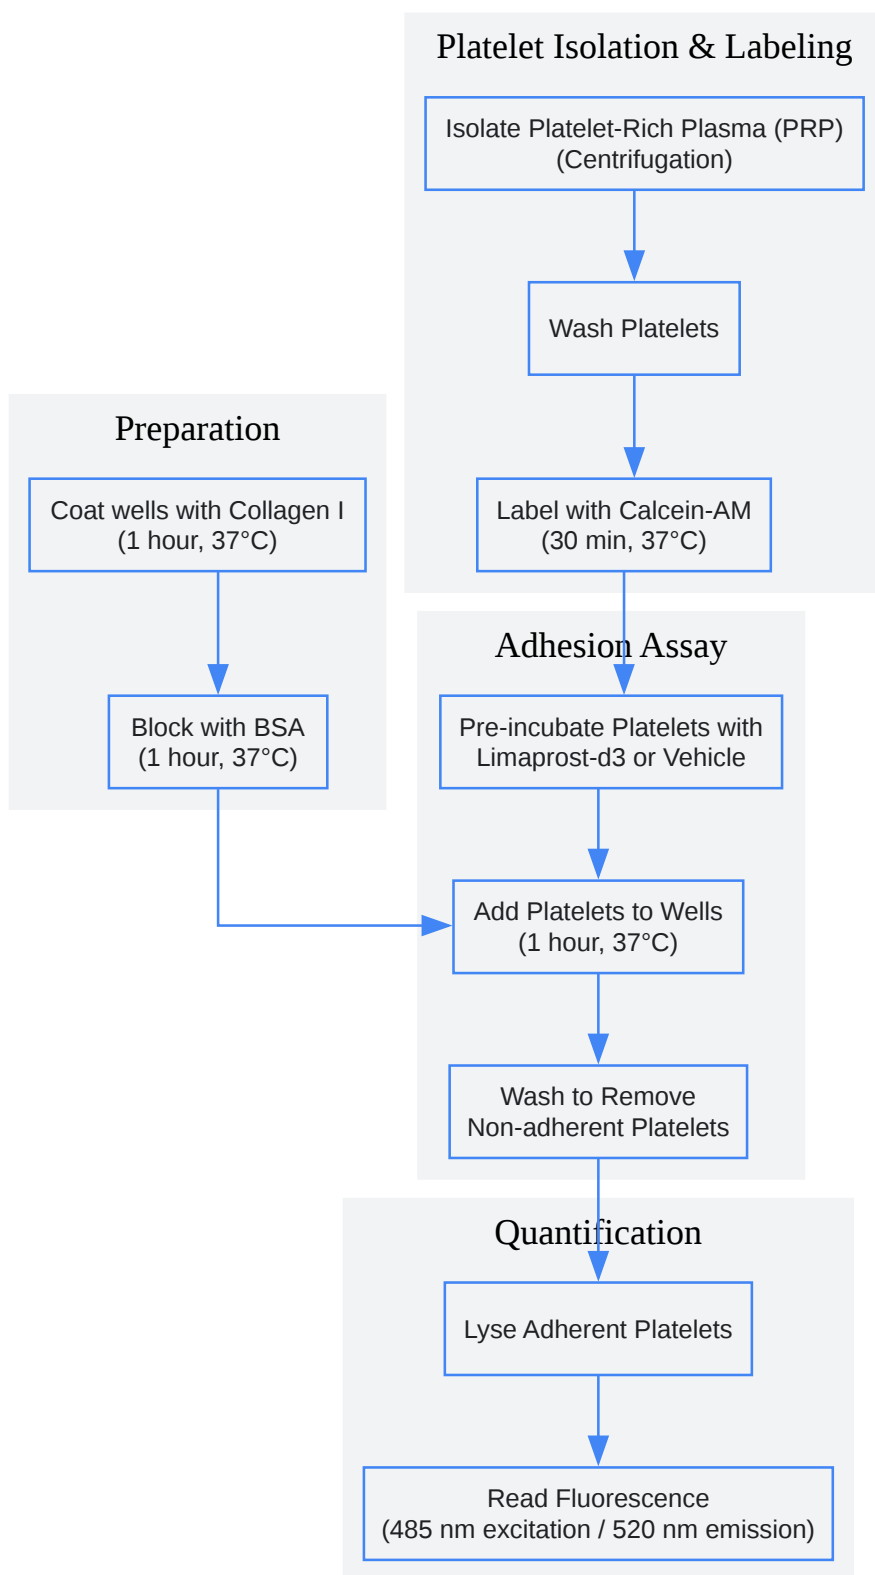 Platelet Isolation & Labeling
Isolate Platelet-Rich Plasma (PRP)
(Centrifugation)
Wash Platelets
Label with Calcein-AM
(30 min, 37°C)
Preparation
Coat wells with Collagen I
(1 hour, 37°C)
Block with BSA
(1 hour, 37°C)
Adhesion Assay
Pre-incubate Platelets with
Limaprost-d3 or Vehicle
Add Platelets to Wells
(1 hour, 37°C)
Wash to Remove
Non-adherent Platelets
Quantification
Lyse Adherent Platelets
Read Fluorescence
(485 nm excitation / 520 nm emission)